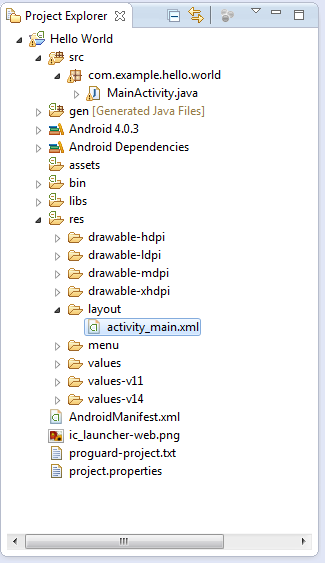 Project Explorer
Hello World
src
com.example.hello.world
MainActivity.java
gen [Generated Java Files]
Android 4.0.3
Android Dependencies
assets
bin
libs
res
drawable-hdpi
drawable-ldpi
drawable-mdpi
drawable-xhdpi
layout
activity_main.xml
menu
values
values-v11
values-v14
AndroidManifest.xml
ic_launcher-web.png
proguard-project.txt
project.properties